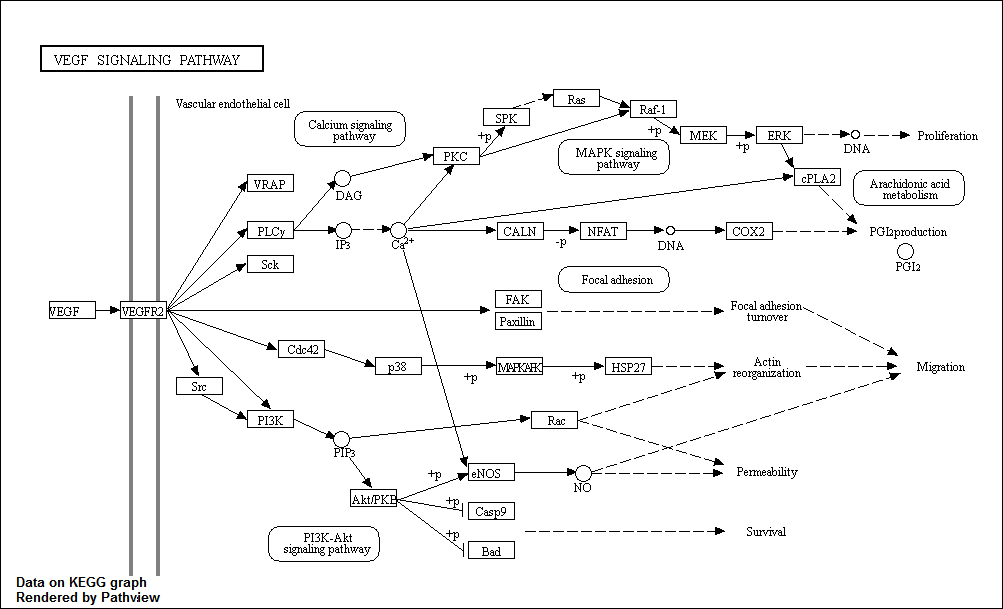 VEGF SIGNALING PATHWAY
Vascular endothelial cell
Calcium signaling
pathway
SPK
Ras
Raf-1
+p
+p
MEK
+p
ERK
DNA
Proliferation
MAPK signaling
pathway
PKC
VRAP
DAG
cPLA2
Arachidonic acid
metabolism
PLCγ
IP3
Ca2+
CALN
-p
NFAT
DNA
COX2
PGI2production
PGI2
Sck
Focal adhesion
VEGF
VEGFR2
FAK
Paxillin
Focal adhesion
turnover
Cdc42
p38
+p
MAPKAPK
+p
HSP27
Actin
reorganization
Migration
Src
PI3K
PIP3
Rac
Akt/PKB
+p
eNOS
NO
Permeability
+p
Casp9
+p
Bad
Survival
PI3K-Akt
signaling pathway
Data on KEGG graph
Rendered by Pathview